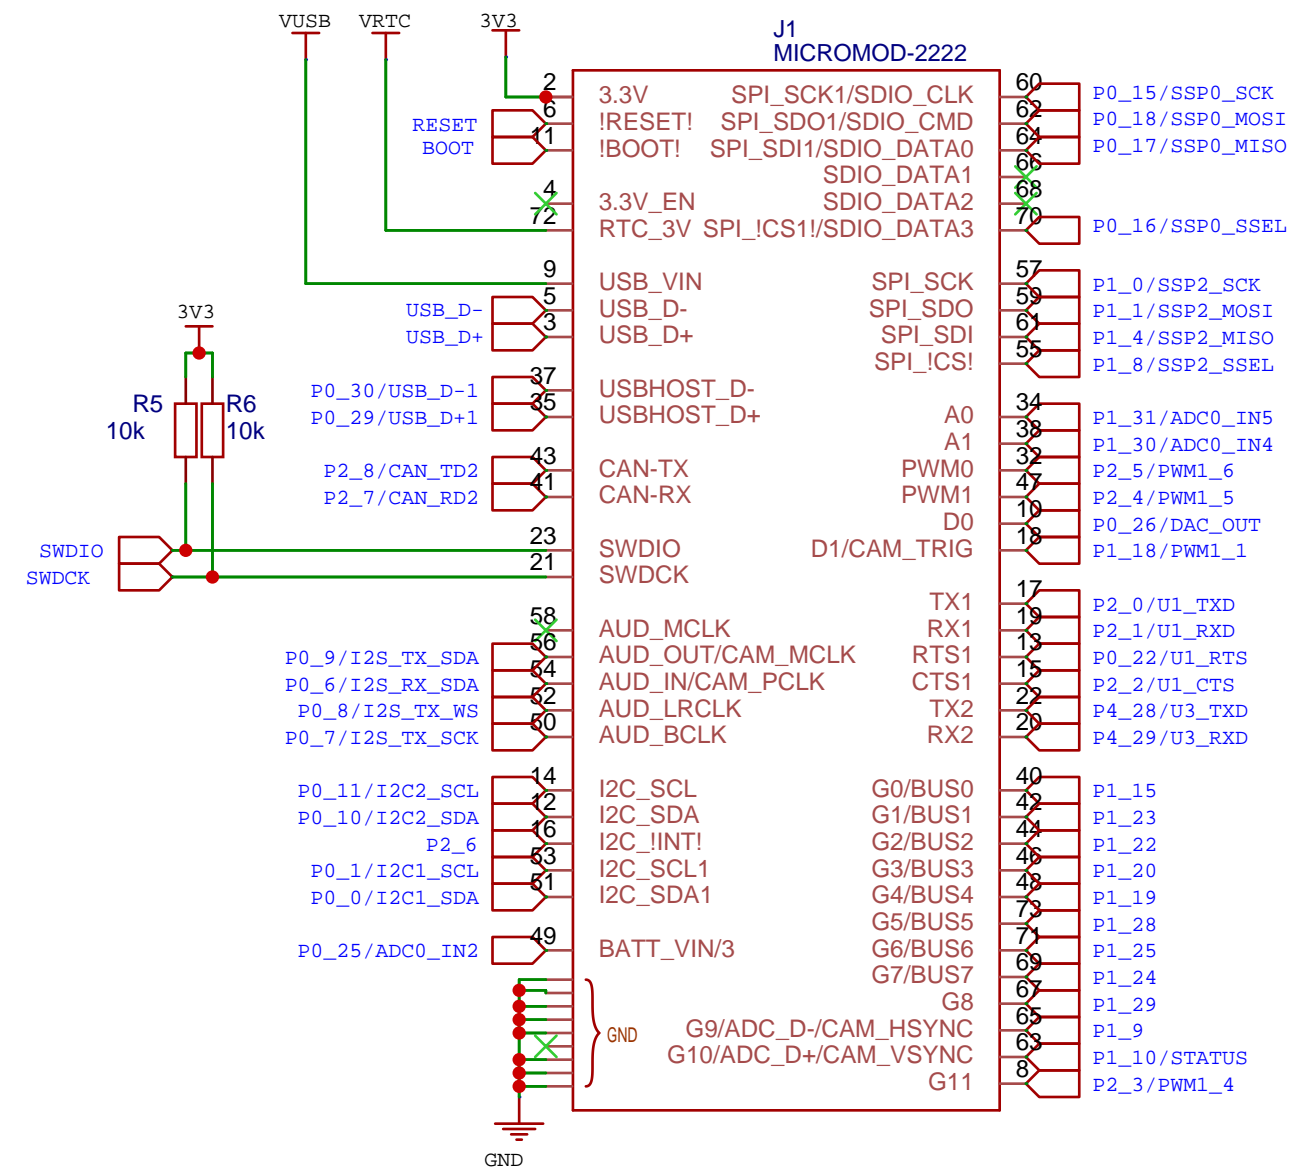 VUSB VRTC 3V3
J1
MICROMOD-2222
2 3.3V SPI_SCK1/SDIO_CLK 60 P0_15/SSP0_SCK
RESET 6 !RESET! SPI_SDO1/SDIO_CMD 62 P0_18/SSP0_MOSI
BOOT 11 !BOOT! SPI_SDI1/SDIO_DATA0 64 P0_17/SSP0_MISO
SDIO_DATA1 66
4 3.3V_EN SDIO_DATA2 68
72 RTC_3V SPI_!CS1!/SDIO_DATA3 70 P0_16/SSP0_SSEL
9 USB_VIN SPI_SCK 57 P1_0/SSP2_SCK
USB_D- 5 USB_D- SPI_SDO 59 P1_1/SSP2_MOSI
3V3
USB_D+ 3 USB_D+ SPI_SDI 61 P1_4/SSP2_MISO
SPI_!CS! 55 P1_8/SSP2_SSEL
P0_30/USB_D-1 37 USBHOST_D-
R5 R6
10k 10k
P0_29/USB_D+1 35 USBHOST_D+ A0 34 P1_31/ADC0_IN5
A1 38 P1_30/ADC0_IN4
P2_8/CAN_TD2 43 CAN-TX PWM0 32 P2_5/PWM1_6
P2_7/CAN_RD2 41 CAN-RX PWM1 47 P2_4/PWM1_5
D0 10 P0_26/DAC_OUT
SWDIO 23 SWDIO D1/CAM_TRIG 18 P1_18/PWM1_1
SWDCK 21 SWDCK
TX1 17 P2_0/U1_TXD
58 AUD_MCLK RX1 19 P2_1/U1_RXD
P0_9/I2S_TX_SDA 56 AUD_OUT/CAM_MCLK RTS1 13 P0_22/U1_RTS
P0_6/I2S_RX_SDA 54 AUD_IN/CAM_PCLK CTS1 15 P2_2/U1_CTS
P0_8/I2S_TX_WS 52 AUD_LRCLK TX2 22 P4_28/U3_TXD
P0_7/I2S_TX_SCK 50 AUD_BCLK RX2 20 P4_29/U3_RXD
P0_11/I2C2_SCL 14 I2C_SCL G0/BUS0 40 P1_15
P0_10/I2C2_SDA 12 I2C_SDA G1/BUS1 42 P1_23
P2_6 16 I2C_!INT! G2/BUS2 44 P1_22
P0_1/I2C1_SCL 53 I2C_SCL1 G3/BUS3 46 P1_20
P0_0/I2C1_SDA 51 I2C_SDA1 G4/BUS4 48 P1_19
G5/BUS5 73 P1_28
P0_25/ADC0_IN2 49 BATT_VIN/3 G6/BUS6 71 P1_25
G7/BUS7 69 P1_24
G8 67 P1_29
GND G9/ADC_D-/CAM_HSYNC 65 P1_9
G10/ADC_D+/CAM_VSYNC 63 P1_10/STATUS
G11 8 P2_3/PWM1_4
GND